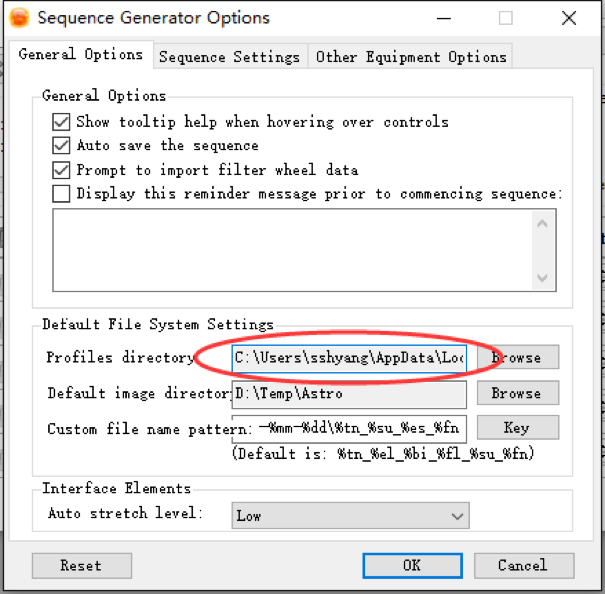 Sequence Generator Options
General Options Sequence Settings Other Equipment Options
General Options
Show tooltip help when hovering over controls
Auto save the sequence
Prompt to import filter wheel data
Display this reminder message prior to commencing sequence:
Default File System Settings
Profiles directory C:\Users\sshyang\AppData\Loc Browse
Default image director D:\Temp\Astro Browse
Custom file name pattern: -%mm-%dd\%tn_%su_%es_%fn Key
(Default is: %tn_%el_%bi_%fl_%su_%fn)
Interface Elements
Auto stretch level: Low
Reset OK Cancel